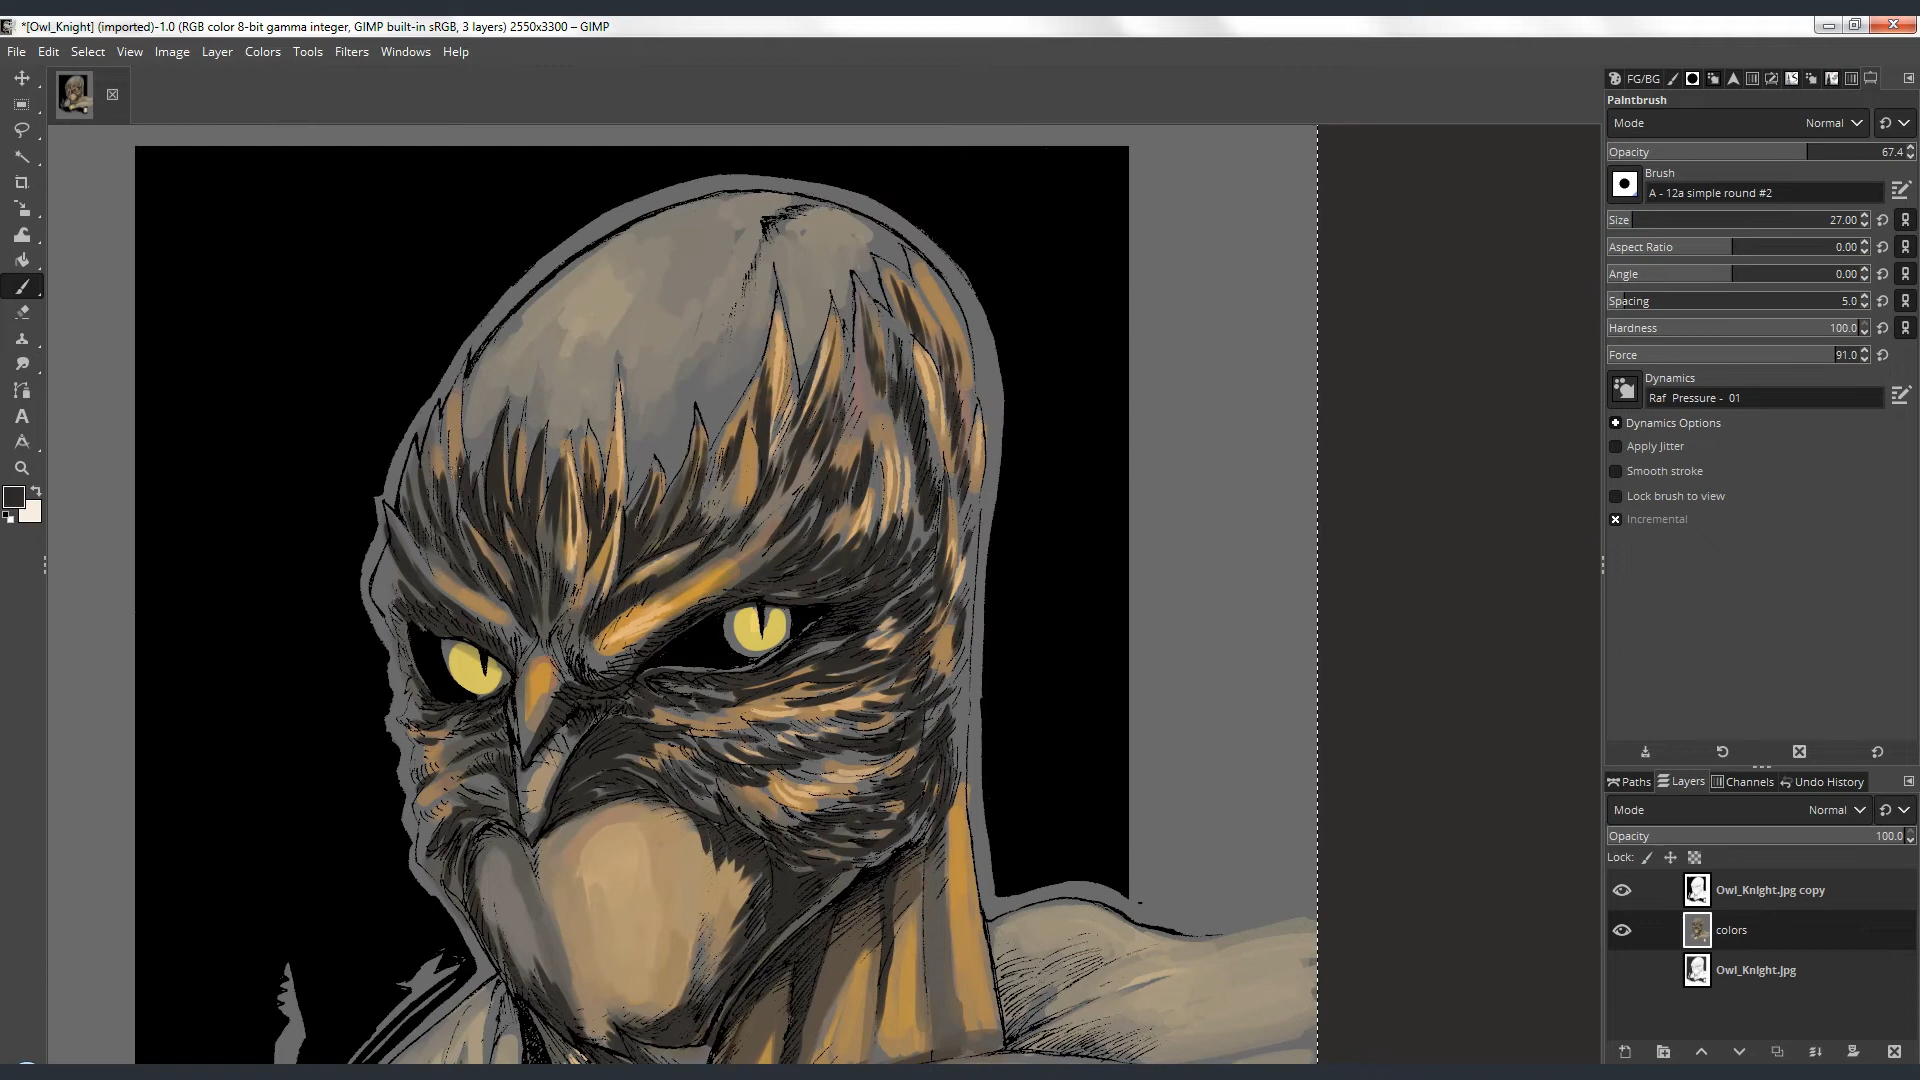 *[Owl_Knight] (imported)-1.0 (RGB color 8-bit gamma integer, GIMP built-in sRGB, 3 layers) 2550x3300 – GIMP
File Edit Select View Image Layer Colors Tools Filters Windows Help
FG/BG
Paintbrush
Mode Normal
Opacity 67.4
Brush
A - 12a simple round #2
Size 27.00
Aspect Ratio 0.00
Angle 0.00
Spacing 5.0
Hardness 100.0
Force 91.0
Dynamics
Raf Pressure - 01
Dynamics Options
Apply Jitter
Smooth stroke
Lock brush to view
Incremental
Paths Layers Channels Undo History
Mode Normal
Opacity 100.0
Lock:
Owl_Knight.jpg copy
colors
Owl_Knight.jpg